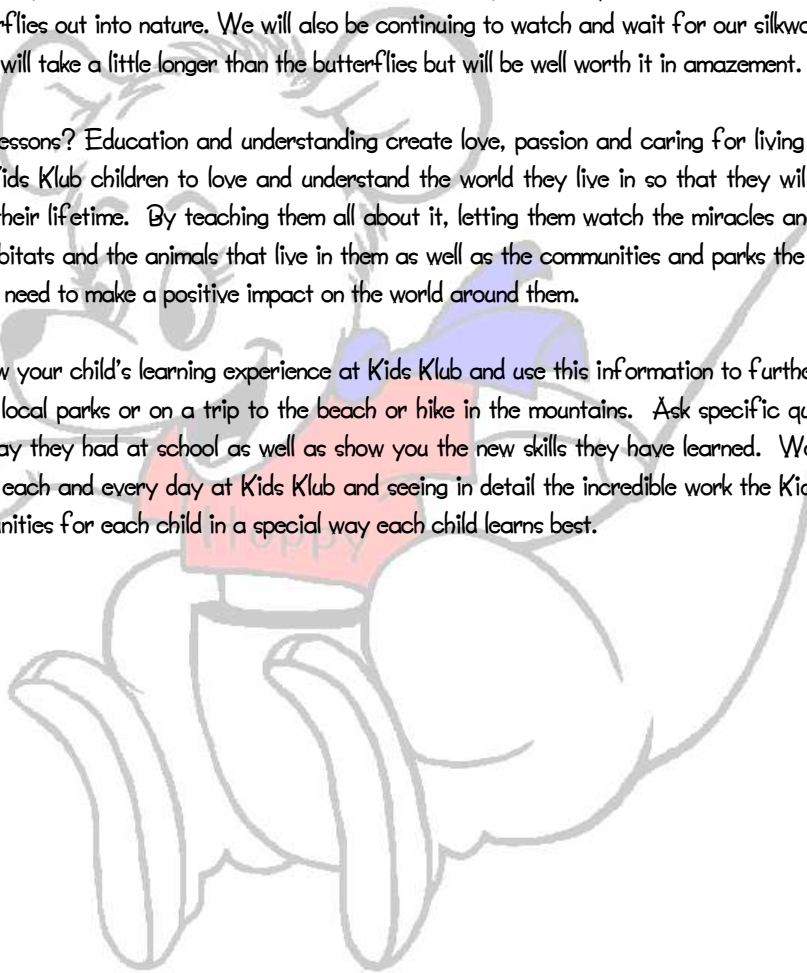 rflies out into nature. We will also be continuing to watch and wait for our silkwo
will take a little longer than the butterflies but will be well worth it in amazement.
essons? Education and understanding create love, passion and caring for living
Kids Klub children to love and understand the world they live in so that they wil
their lifetime. By teaching them all about it, letting them watch the miracles an
bitats and the animals that live in them as well as the communities and parks the
need to make a positive impact on the world around them.
w your child's learning experience at Kids Klub and use this information to furthe
local parks or on a trip to the beach or hike in the mountains. Ask specific qu
ay they had at school as well as show you the new skills they have learned. Wa
each and every day at Kids Klub and seeing in detail the incredible work the Kid
nities for each child in a special way each child learns best.
Hoppy